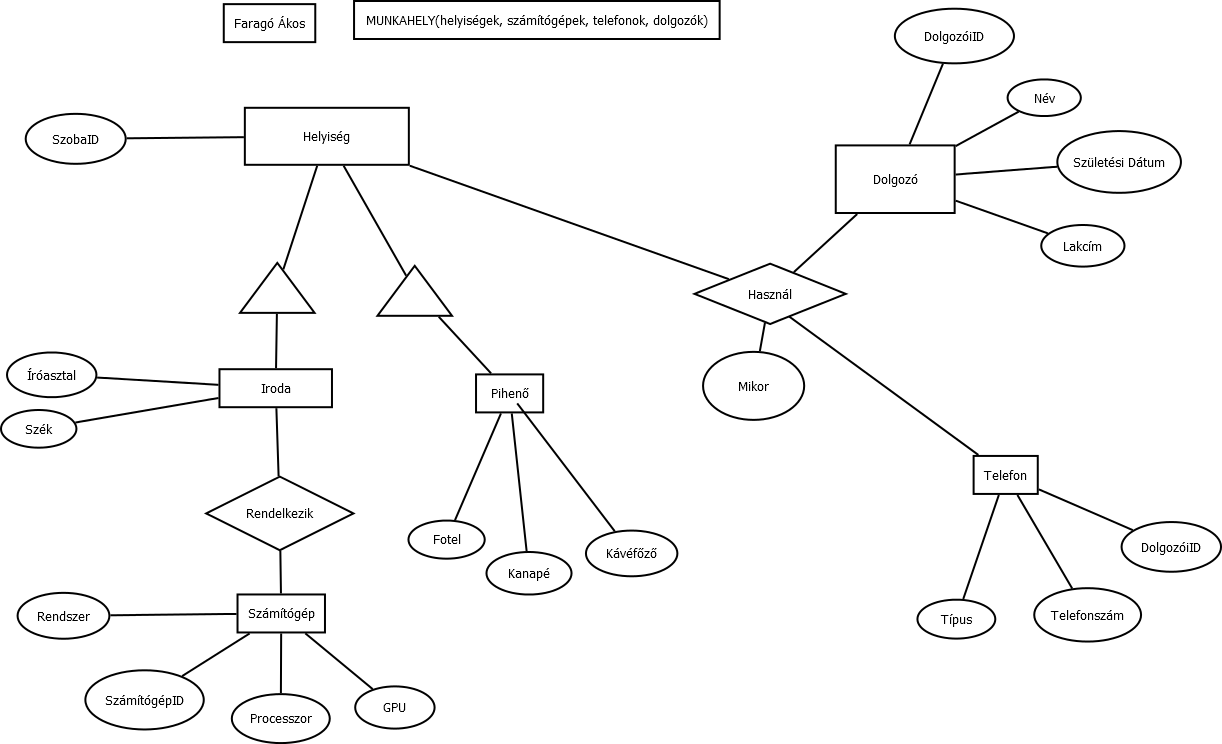 Faragó Ákos
MUNKAHELY(helyiségek, számítógépek, telefonok, dolgozók)
DolgozóiID
Név
SzobaID
Helyiség
Dolgozó
Születési Dátum
Lakcím
Használ
Mikor
Íróasztal
Szék
Iroda
Pihenő
Telefon
Rendelkezik
Fotel
Kanapé
Kávéfőző
DolgozóiID
Típus
Telefonszám
Rendszer
Számítógép
SzámítógépID
Processzor
GPU